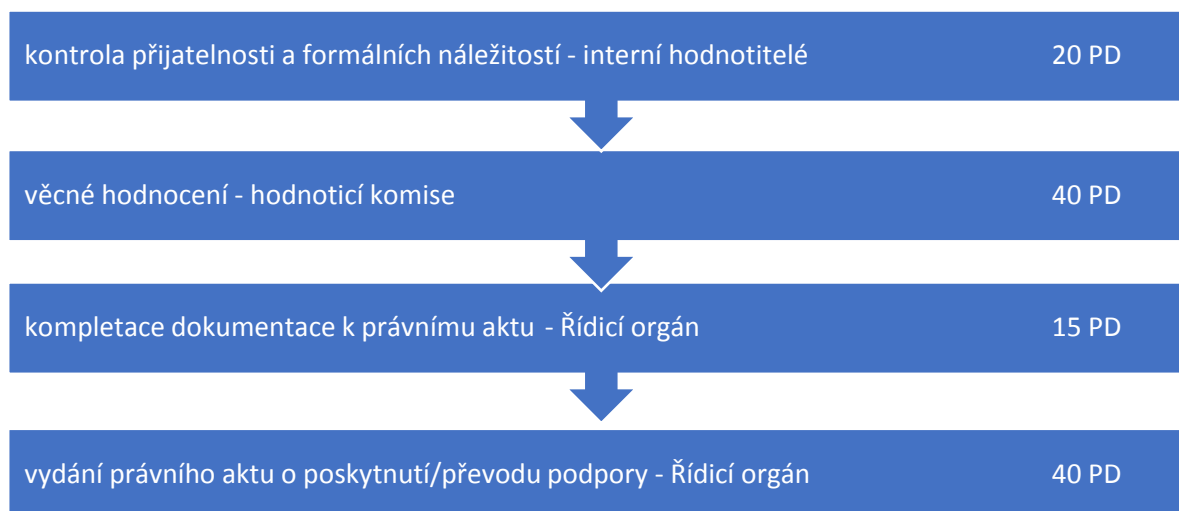 kontrola přijatelnosti a formálních náležitostí - interní hodnotitelé 20 PD
věcné hodnocení - hodnoticí komise 40 PD
kompletace dokumentace k právnímu aktu - Řídicí orgán 15 PD
vydání právního aktu o poskytnutí/převodu podpory - Řídicí orgán 40 PD